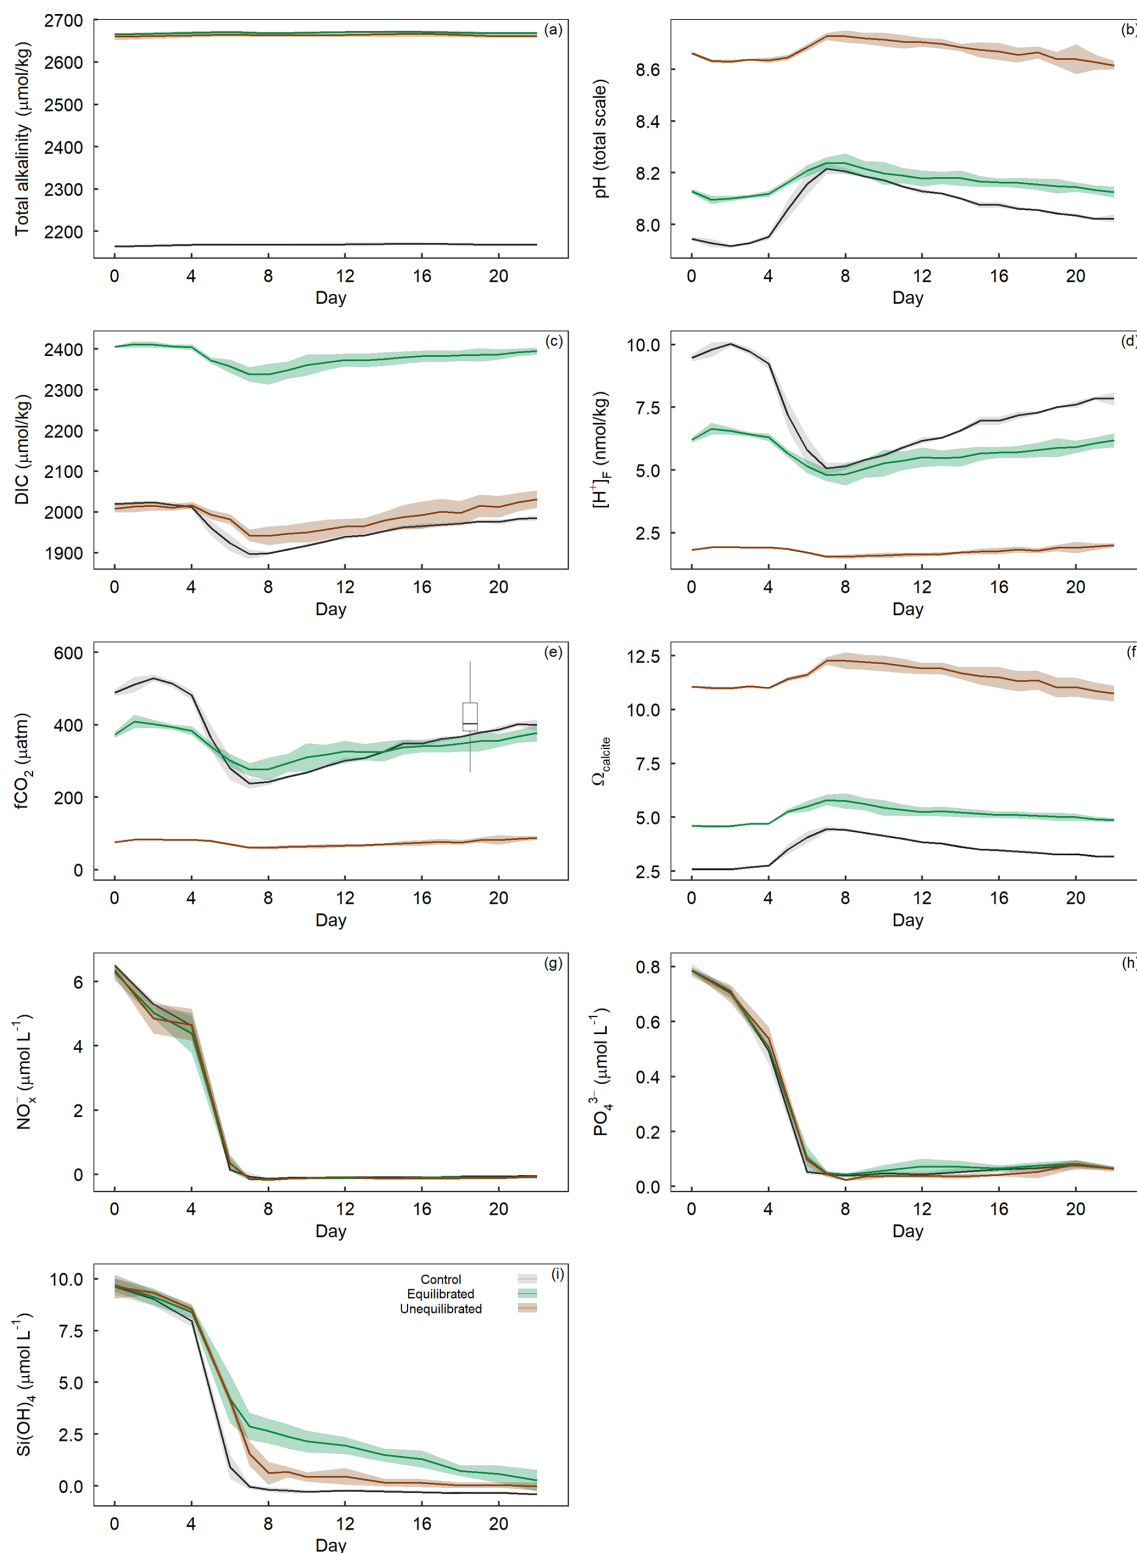 (a)
Total alkalinity (μmol/kg)
2700
2600
2500
2400
2300
2200
0 4 8 12 16 20
Day
(b)
pH (total scale)
8.6
8.4
8.2
8.0
0 4 8 12 16 20
Day
(c)
DIC (μmol/kg)
2400
2300
2200
2100
2000
1900
0 4 8 12 16 20
Day
(d)
[H⁺]F (nmol/kg)
10.0
7.5
5.0
2.5
0 4 8 12 16 20
Day
(e)
fCO₂ (μatm)
600
400
200
0
0 4 8 12 16 20
Day
(f
Ωcalcite
12.5
10.0
7.5
5.0
2.5
0 4 8 12 16 20
Day
(g)
NOₓ⁻ (μmol L⁻¹)
6
4
2
0
0 4 8 12 16 20
Day
(h)
PO₄³⁻ (μmol L⁻¹)
0.8
0.6
0.4
0.2
0.0
0 4 8 12 16 20
Day
(i)
Si(OH)₄ (μmol L⁻¹)
10.0
7.5
5.0
2.5
0.0
Control
Equilibrated
Unequilibrated
0 4 8 12 16 20
Day